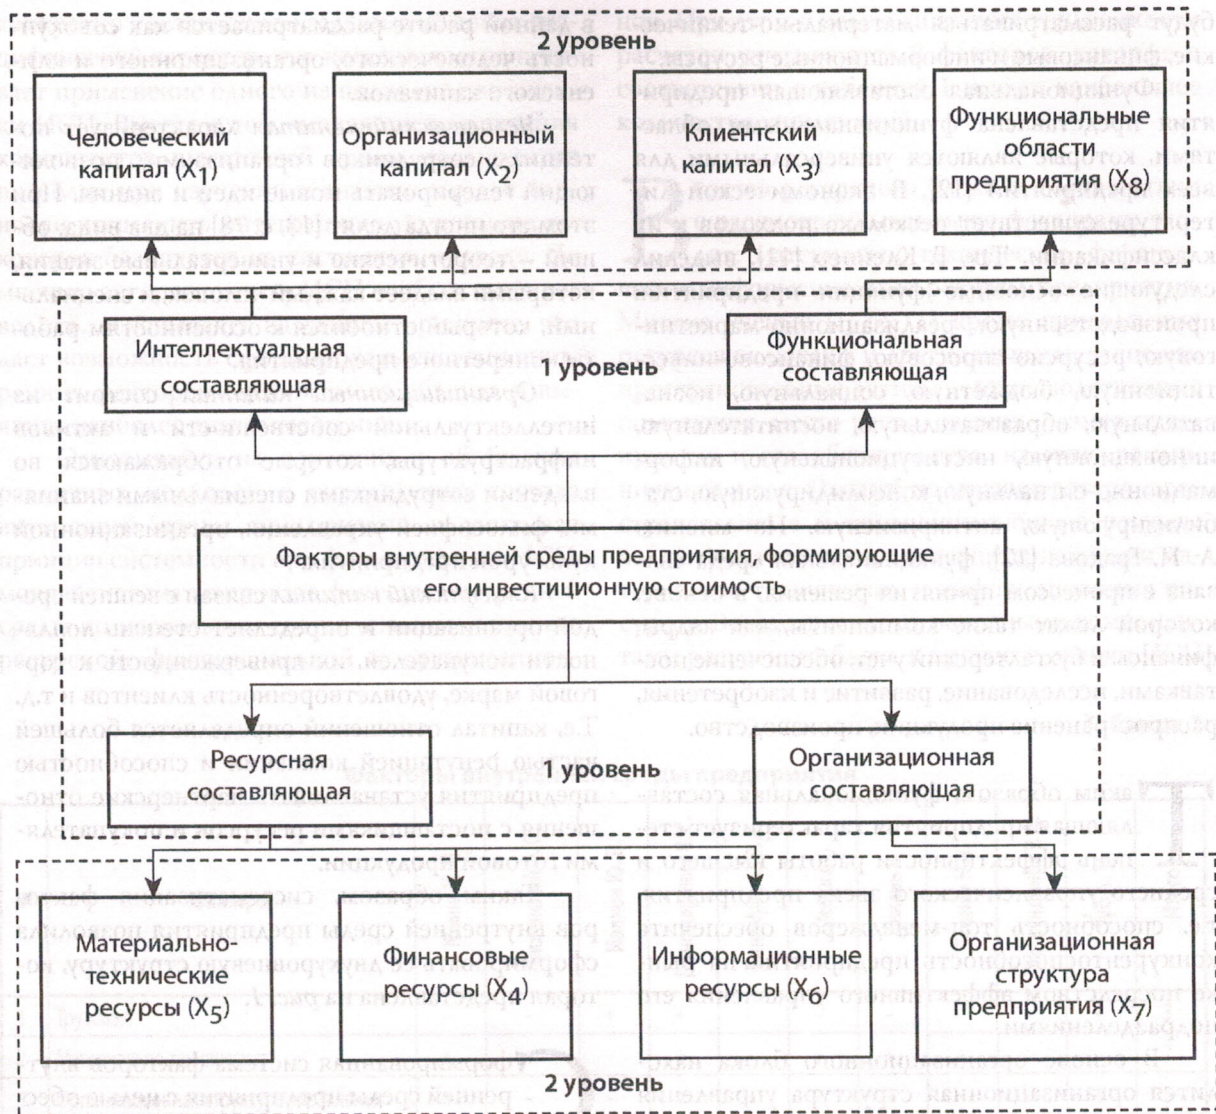 2 уровень
Человеческий
капитал (X1)
Организационный
капитал (X2)
Клиентский
капитал (X3)
Функциональные
области
предприятия (X8)
Интеллектуальная
составляющая
1 уровень
Функциональная
составляющая
Факторы внутренней среды предприятия, формирующие
его инвестиционную стоимость
Ресурсная
составляющая
1 уровень
Организационная
составляющая
Материально-
технические
ресурсы (X5)
Финансовые
ресурсы (X4)
Информационные
ресурсы (X6)
Организационная
структура
предприятия (X7)
2 уровень